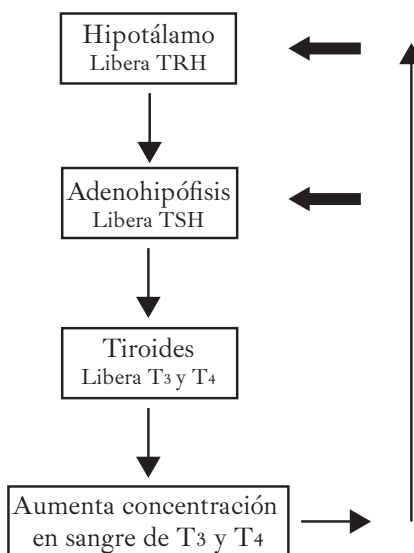 Hipotálamo
Libera TRH
Adenohipófisis
Libera TSH
Tiroides
Libera T3 y T4
Aumenta concentración
en sangre de T3 y T4